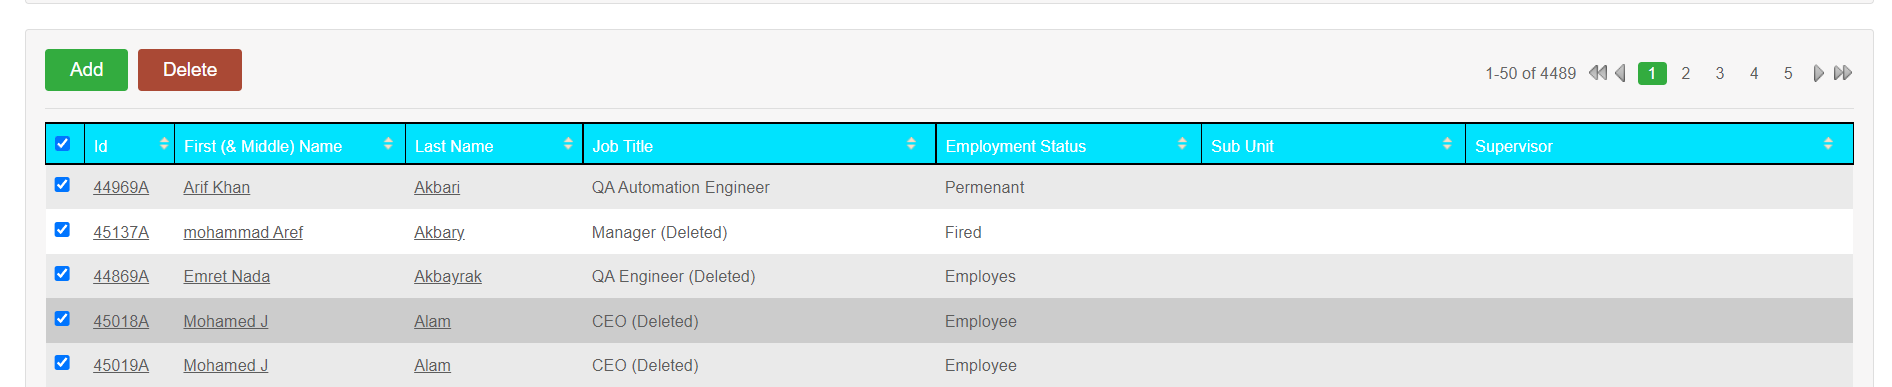 Add Delete 1-50 of 4489 1 2 3 4 5
Id First (& Middle) Name Last Name Job Title Employment Status Sub Unit Supervisor
44969A Arif Khan Akbari QA Automation Engineer Permenant
45137A mohammad Aref Akbary Manager (Deleted) Fired
44869A Emret Nada Akbayrak QA Engineer (Deleted) Employes
45018A Mohamed J Alam CEO (Deleted) Employee
45019A Mohamed J Alam CEO (Deleted) Employee